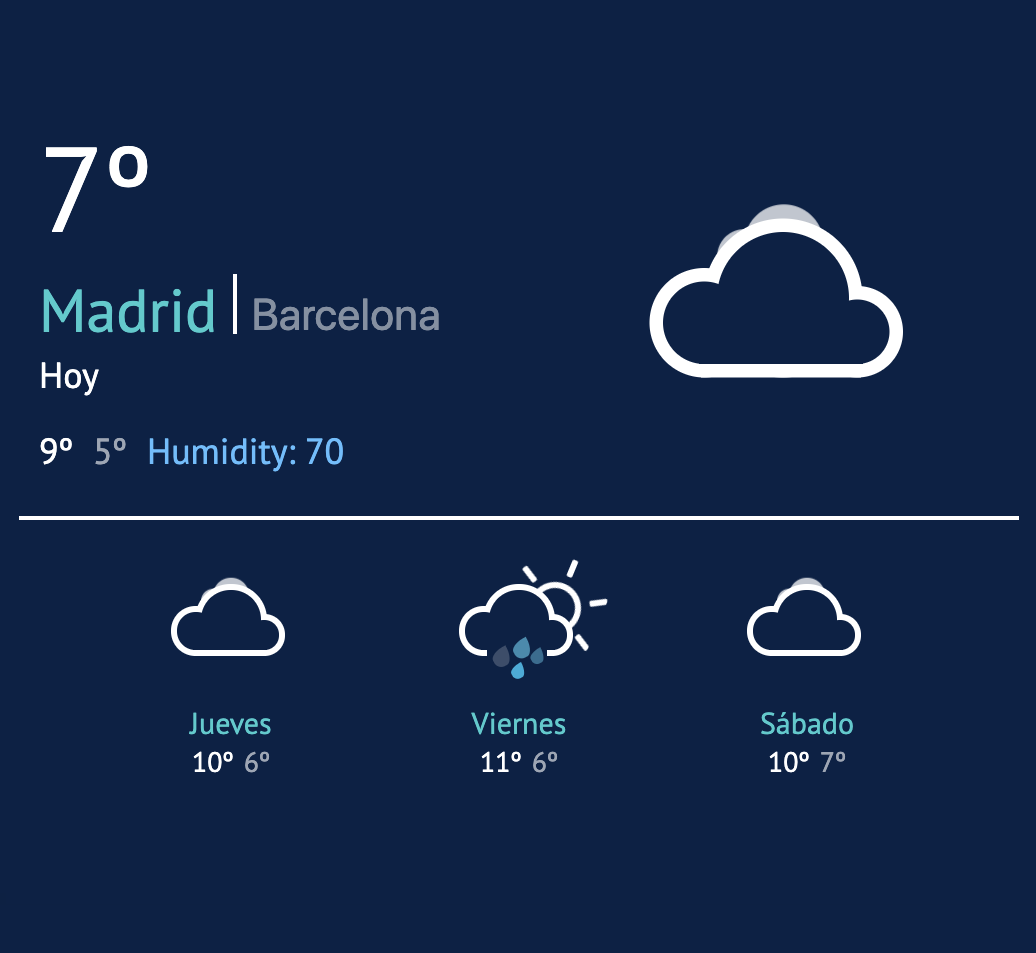 7º
Madrid Barcelona
Hoy
9º 5º Humidity: 70
Jueves Viernes Sábado
10º 6º 11º 6º 10º 7º